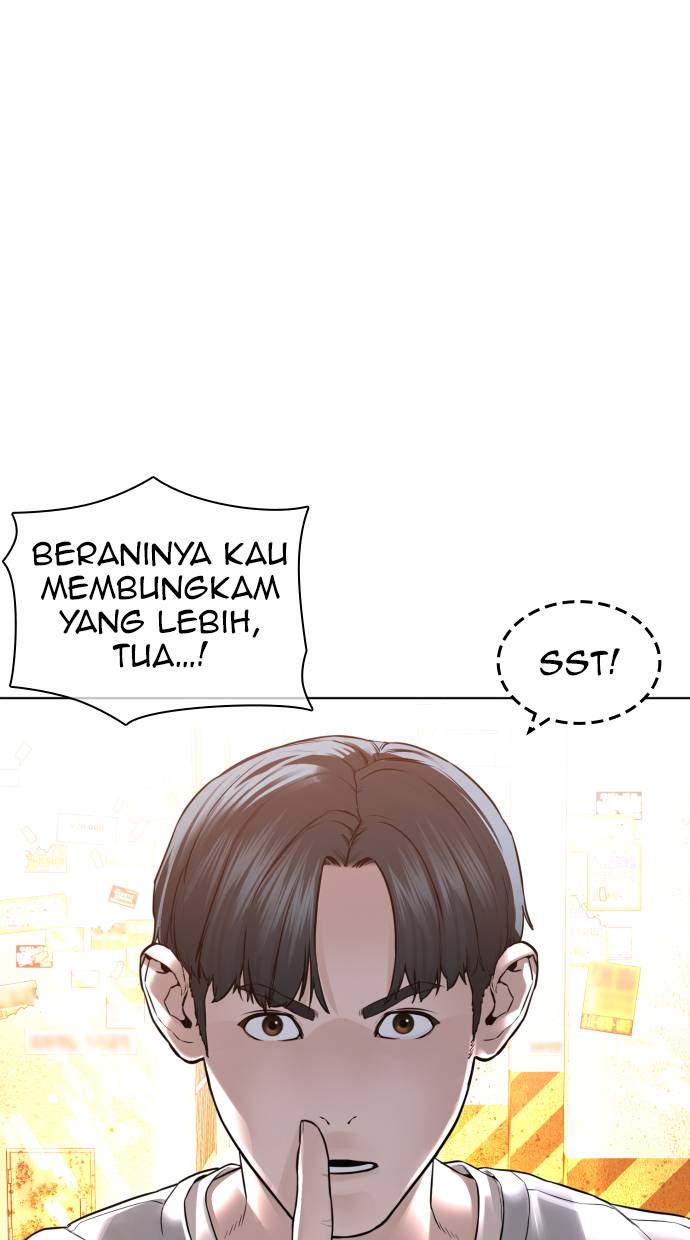 BERANINYA KAU
MEMBUNGKAM
YANG LEBIH,
TUA...!
SST!